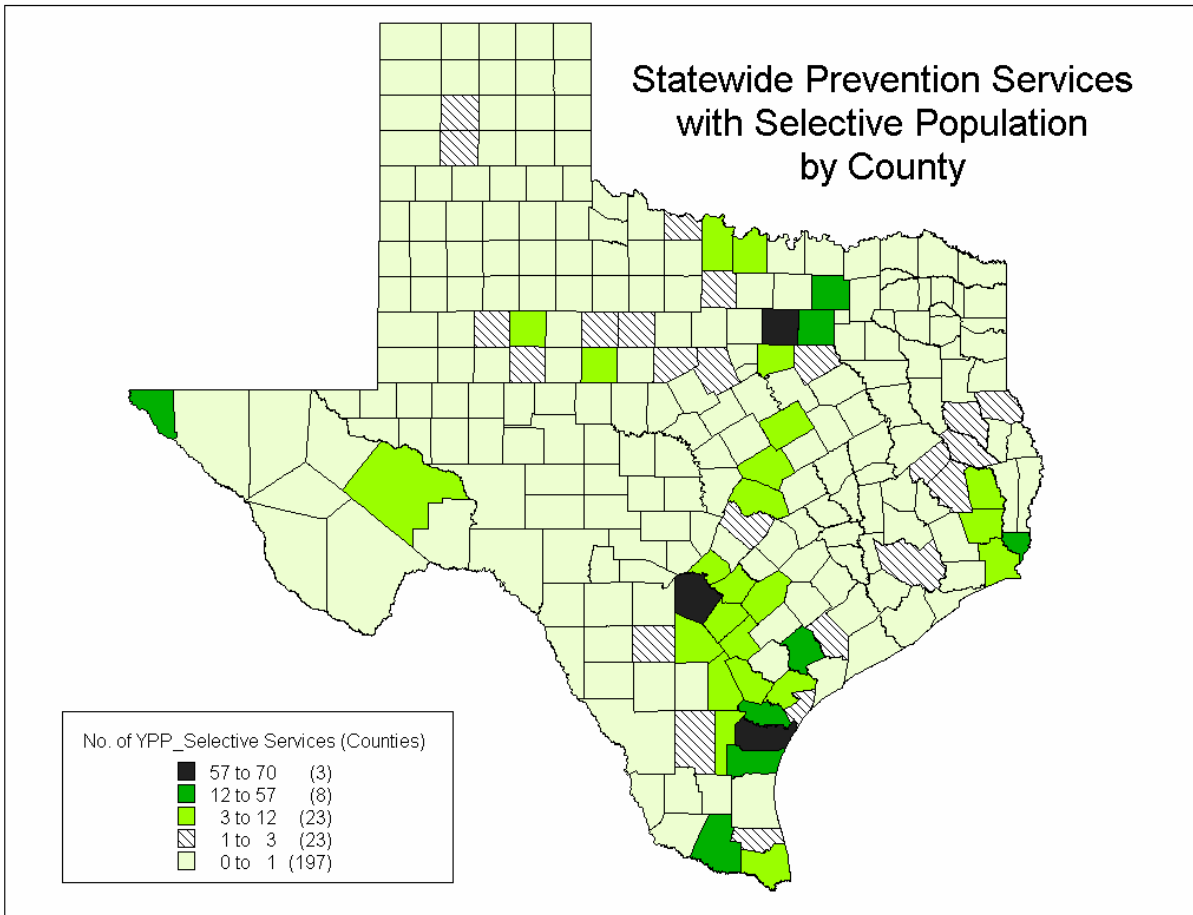 Statewide Prevention Services
with Selective Population
by County
No. of YPP_Selective Services (Counties)
57 to 70 (3)
12 to 57 (8)
3 to 12 (23)
1 to 3 (23)
0 to 1 (197)